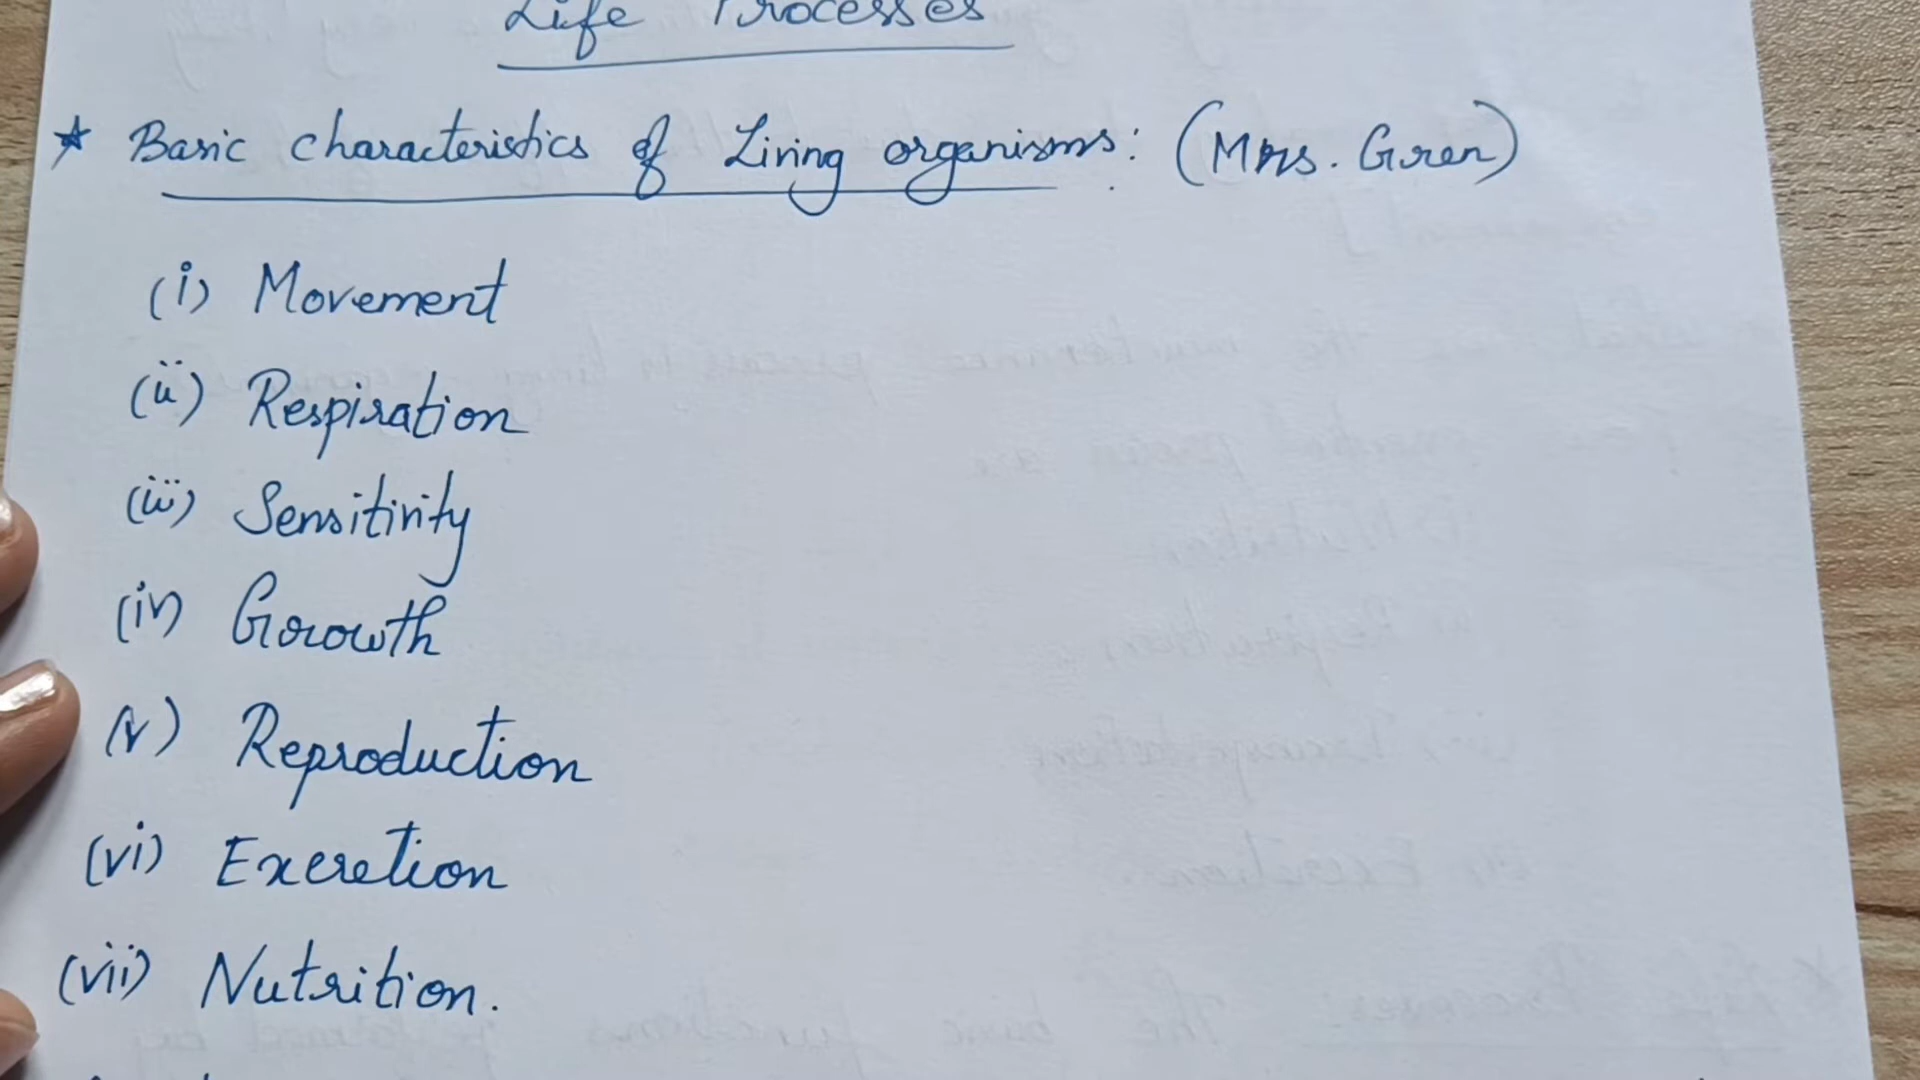 Life Processes
★ Basic characteristics of Living organisms: (Mrs. Gren)
(i) Movement
(ii) Respiration
(iii) Sensitivity
(iv) Growth
(v) Reproduction
(vi) Excretion
(vii) Nutrition.